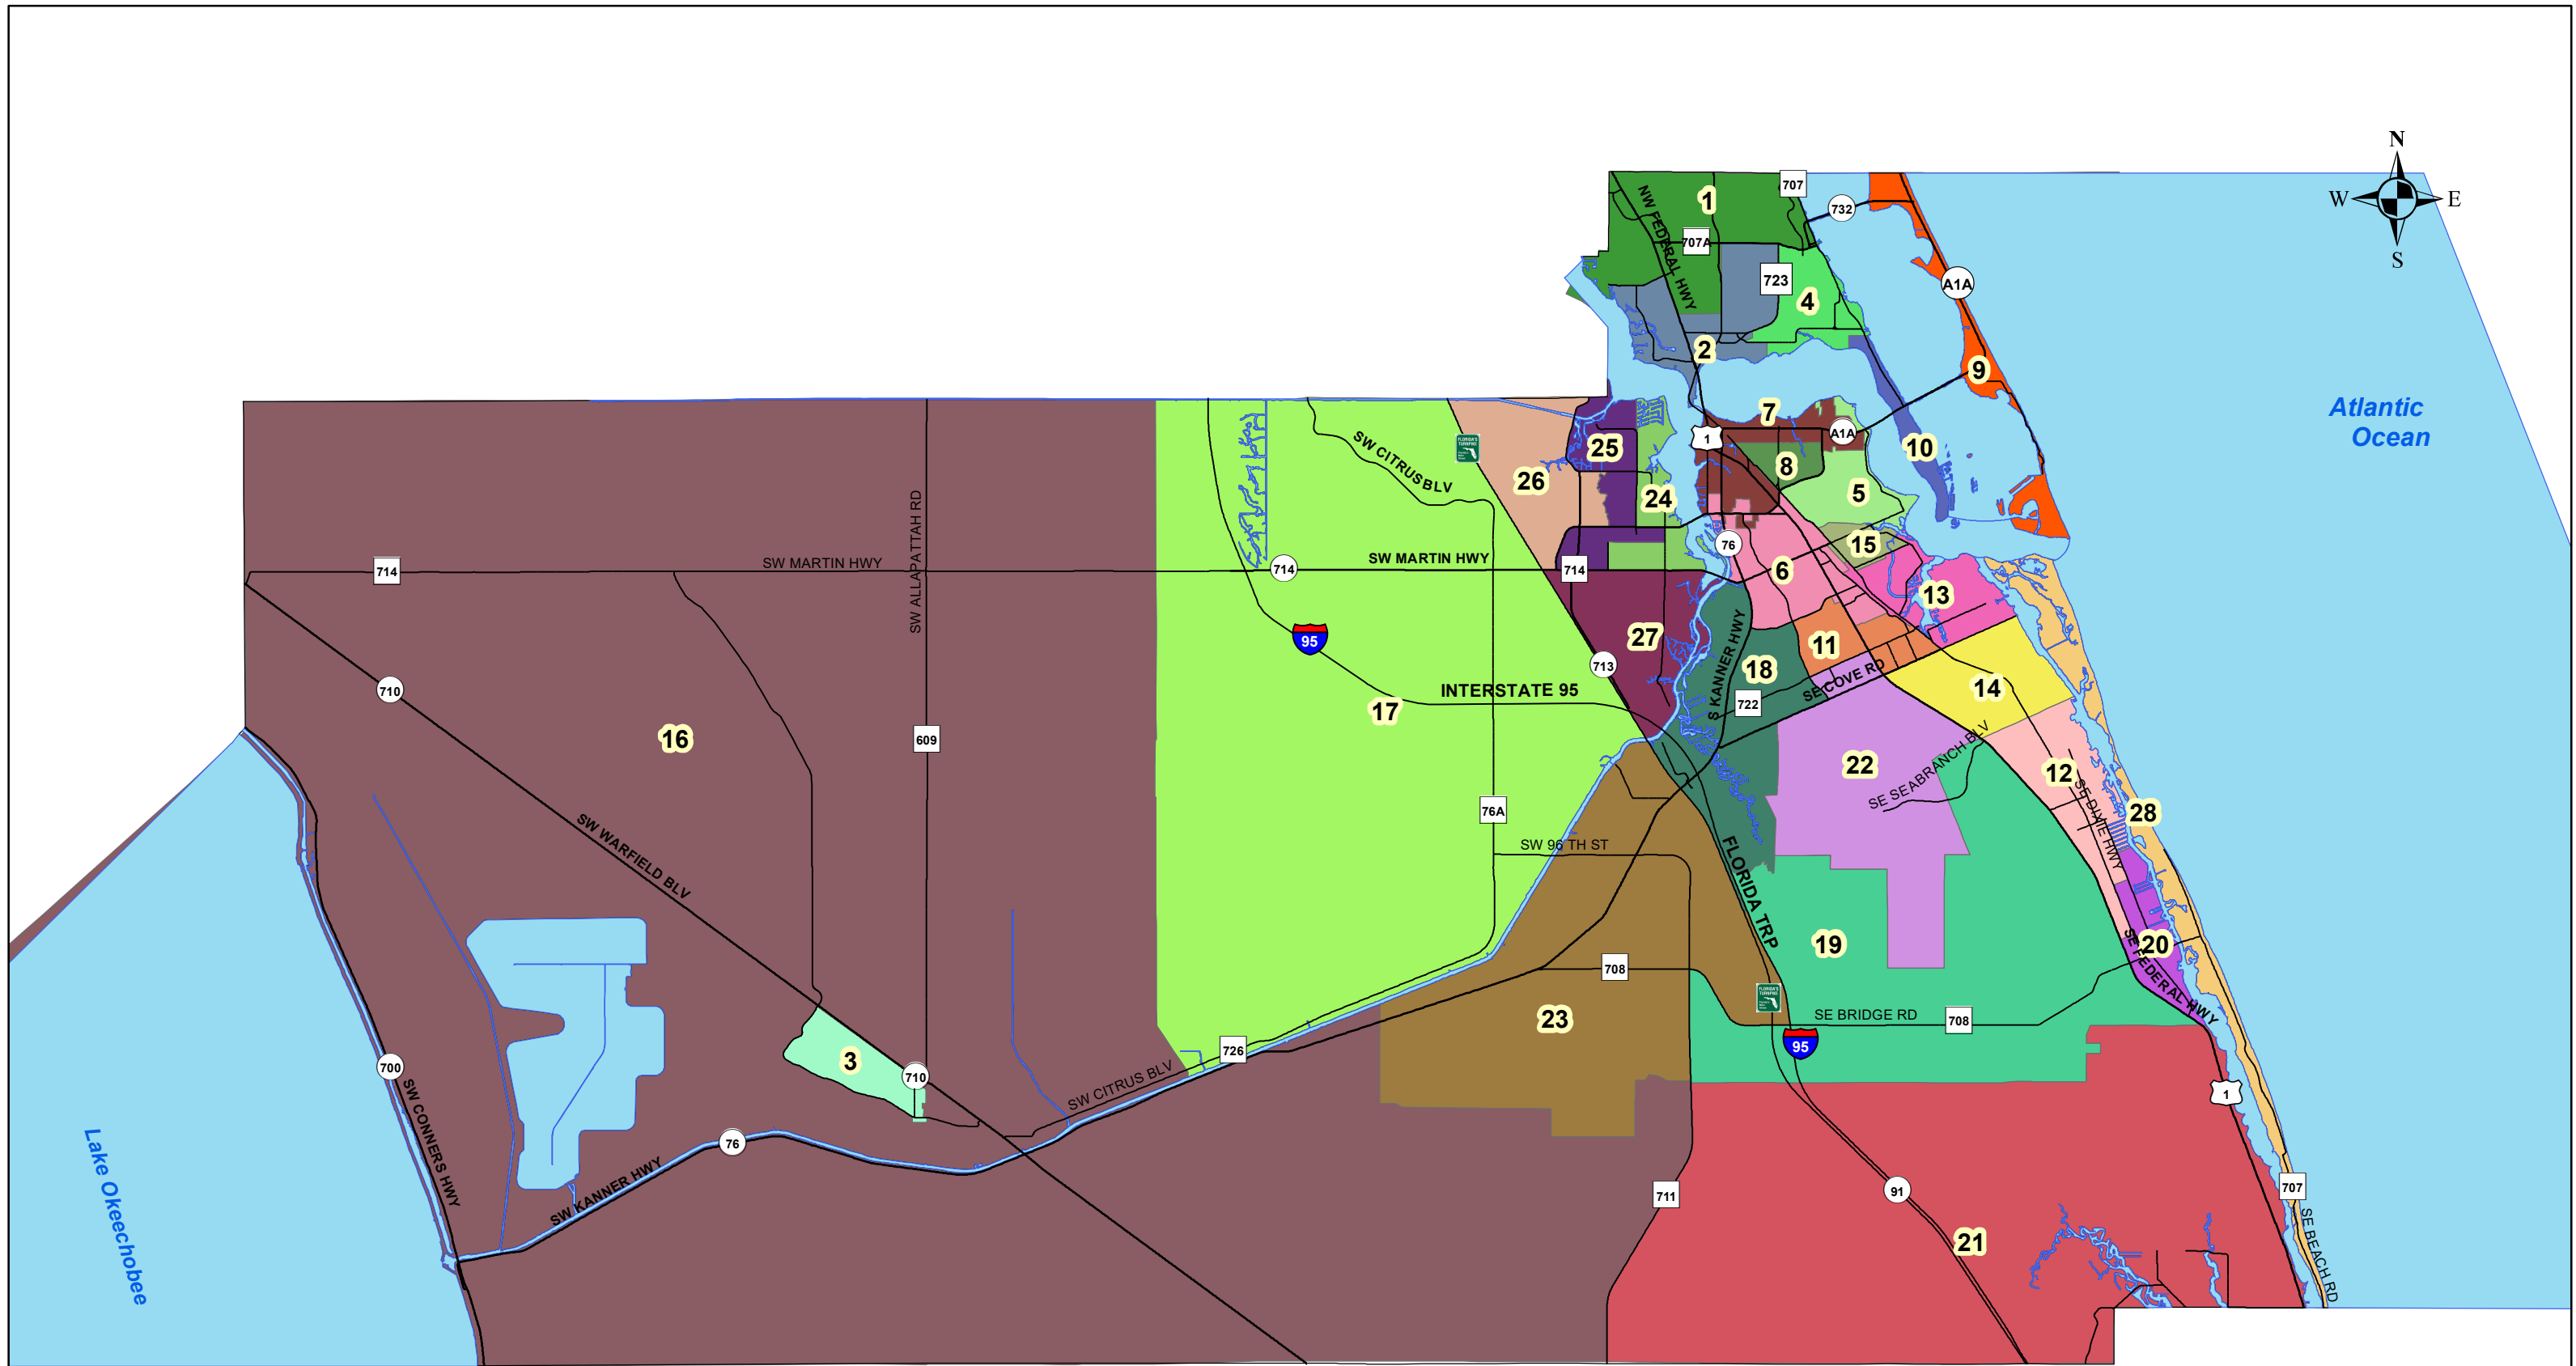 N
W E
S
707
1
732
NW FEDERAL HWY
707A
723
A1A
4
2
9
Atlantic
Ocean
7
1
A1A
SW CITRUS BLV
25
10
8
26
5
24
SW ALLAPATTAH RD
76
15
SW MARTIN HWY
SW MARTIN HWY
714
714
714
6
13
95
27
11
S KANNER HWY
713
18
SE COVE RD
710
INTERSTATE 95
14
722
17
16
609
SE SEABRANCH BLV
22
12
SE DIXIE HWY
28
76A
SW WARFIELD BLV
SW 96 TH ST
FLORIDA TRP
19
20
SE FEDERAL HWY
708
FLORIDA'S
TURNPIKE
FLORIDA'S
TURNPIKE
23
SE BRIDGE RD
708
95
726
3
710
700
SW CITRUS BLV
1
SW CONNERS HWY
76
SW KANNER HWY
Lake Okeechobee
711
91
707
21
SE BEACH RD